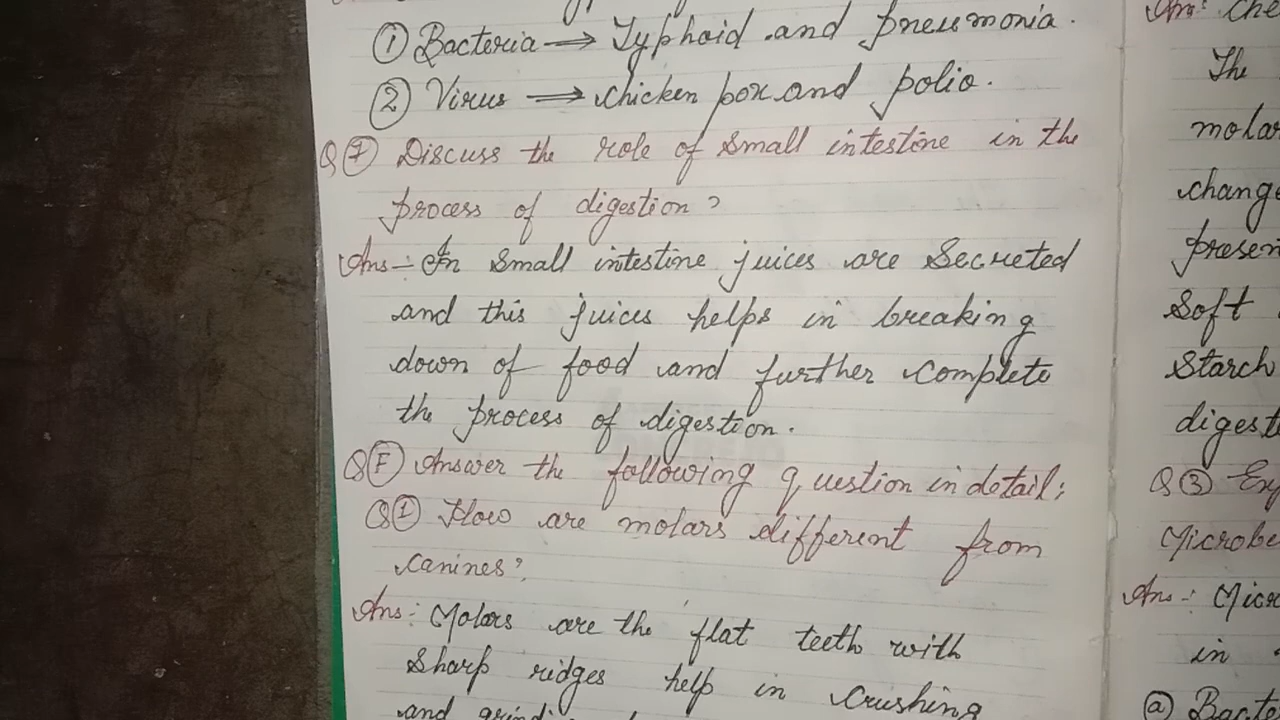 ① Bacteria → Typhoid and pneumonia.
② Virus ⟹ chicken pox and polio.
Q⑦ Discuss the role of small intestine in the
process of digestion?
Ans:- In small intestine juices are Secreted
and this juices helps in breaking
down of food and further complete
the process of digestion.
QⒻ Answer the following question in detail:
Q① How are molars different from
canines?
Ans:- Molars are the flat teeth with
sharp ridges help in crushing
and
Ans:
The
molar
change
presen
Soft
Starch
digest
Q③
Microbe
Ans:-
in
ⓐ